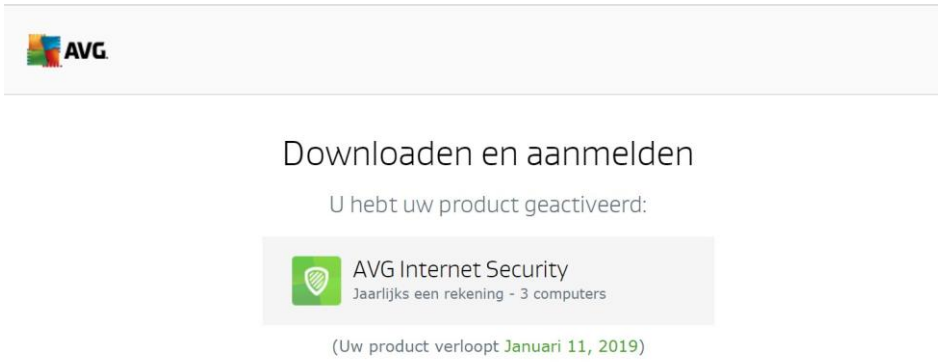 AVG.
Downloaden en aanmelden
U hebt uw product geactiveerd:
AVG Internet Security
Jaarlijks een rekening - 3 computers
(Uw product verloopt Januari 11, 2019)